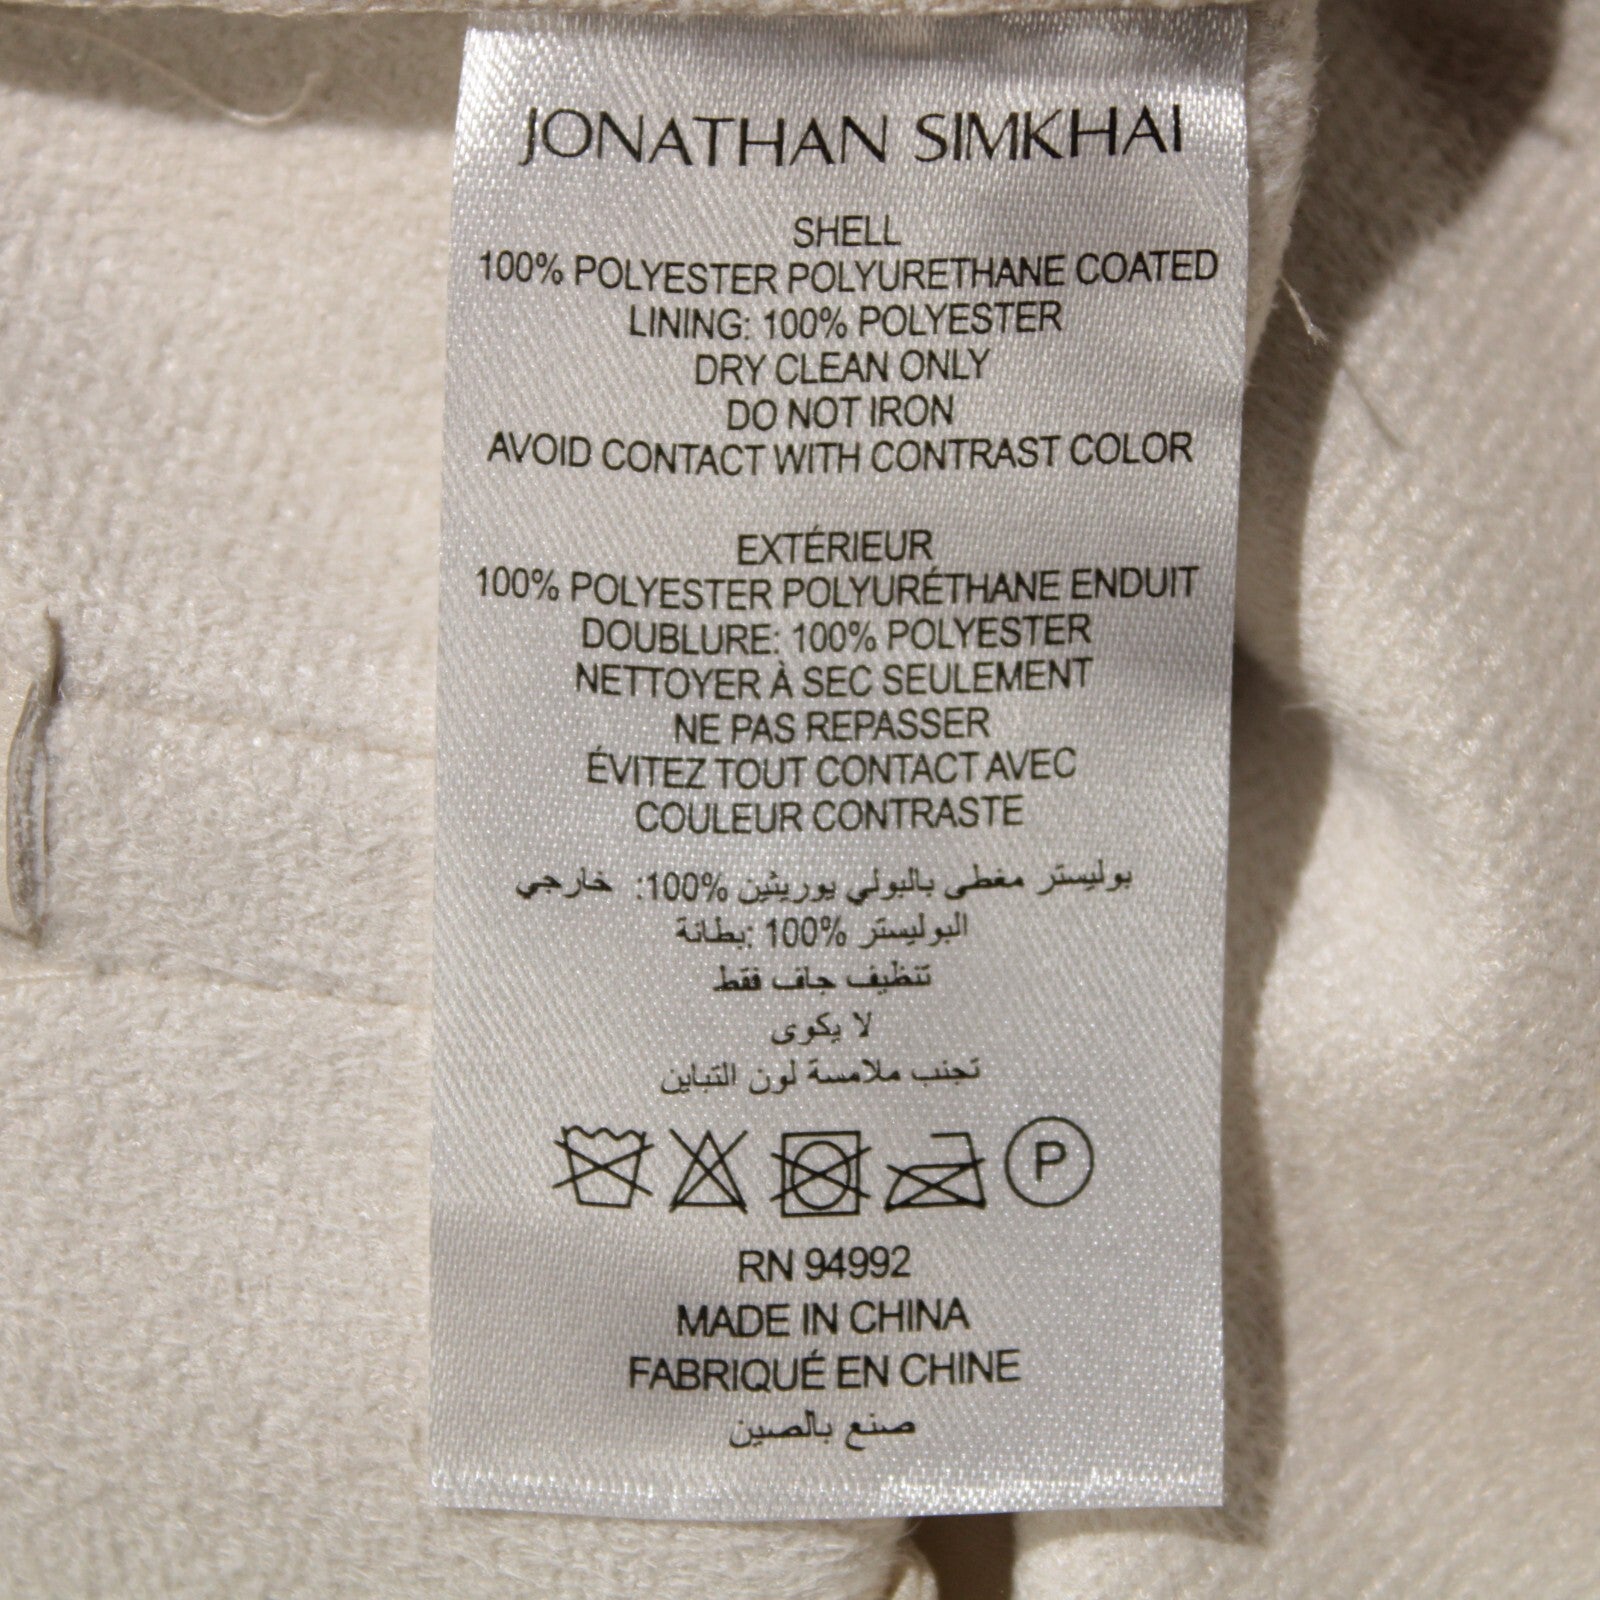 JONATHAN SIMKHAI
SHELL
100% POLYESTER POLYURETHANE COATED
LINING: 100% POLYESTER
DRY CLEAN ONLY
DO NOT IRON
AVOID CONTACT WITH CONTRAST COLOR
EXTÉRIEUR
100% POLYESTER POLYURÉTHANE ENDUIT
DOUBLURE: 100% POLYESTER
NETTOYER À SEC SEULEMENT
NE PAS REPASSER
ÉVITEZ TOUT CONTACT AVEC
COULEUR CONTRASTE
بوليستر مغطى بالبولي يوريثين %100: خارجي
البوليستر %100 :بطانة
تنظيف جاف فقط
لا يكوى
تجنب ملامسة لون التباين
P
RN 94992
MADE IN CHINA
FABRIQUÉ EN CHINE
صنع بالصين